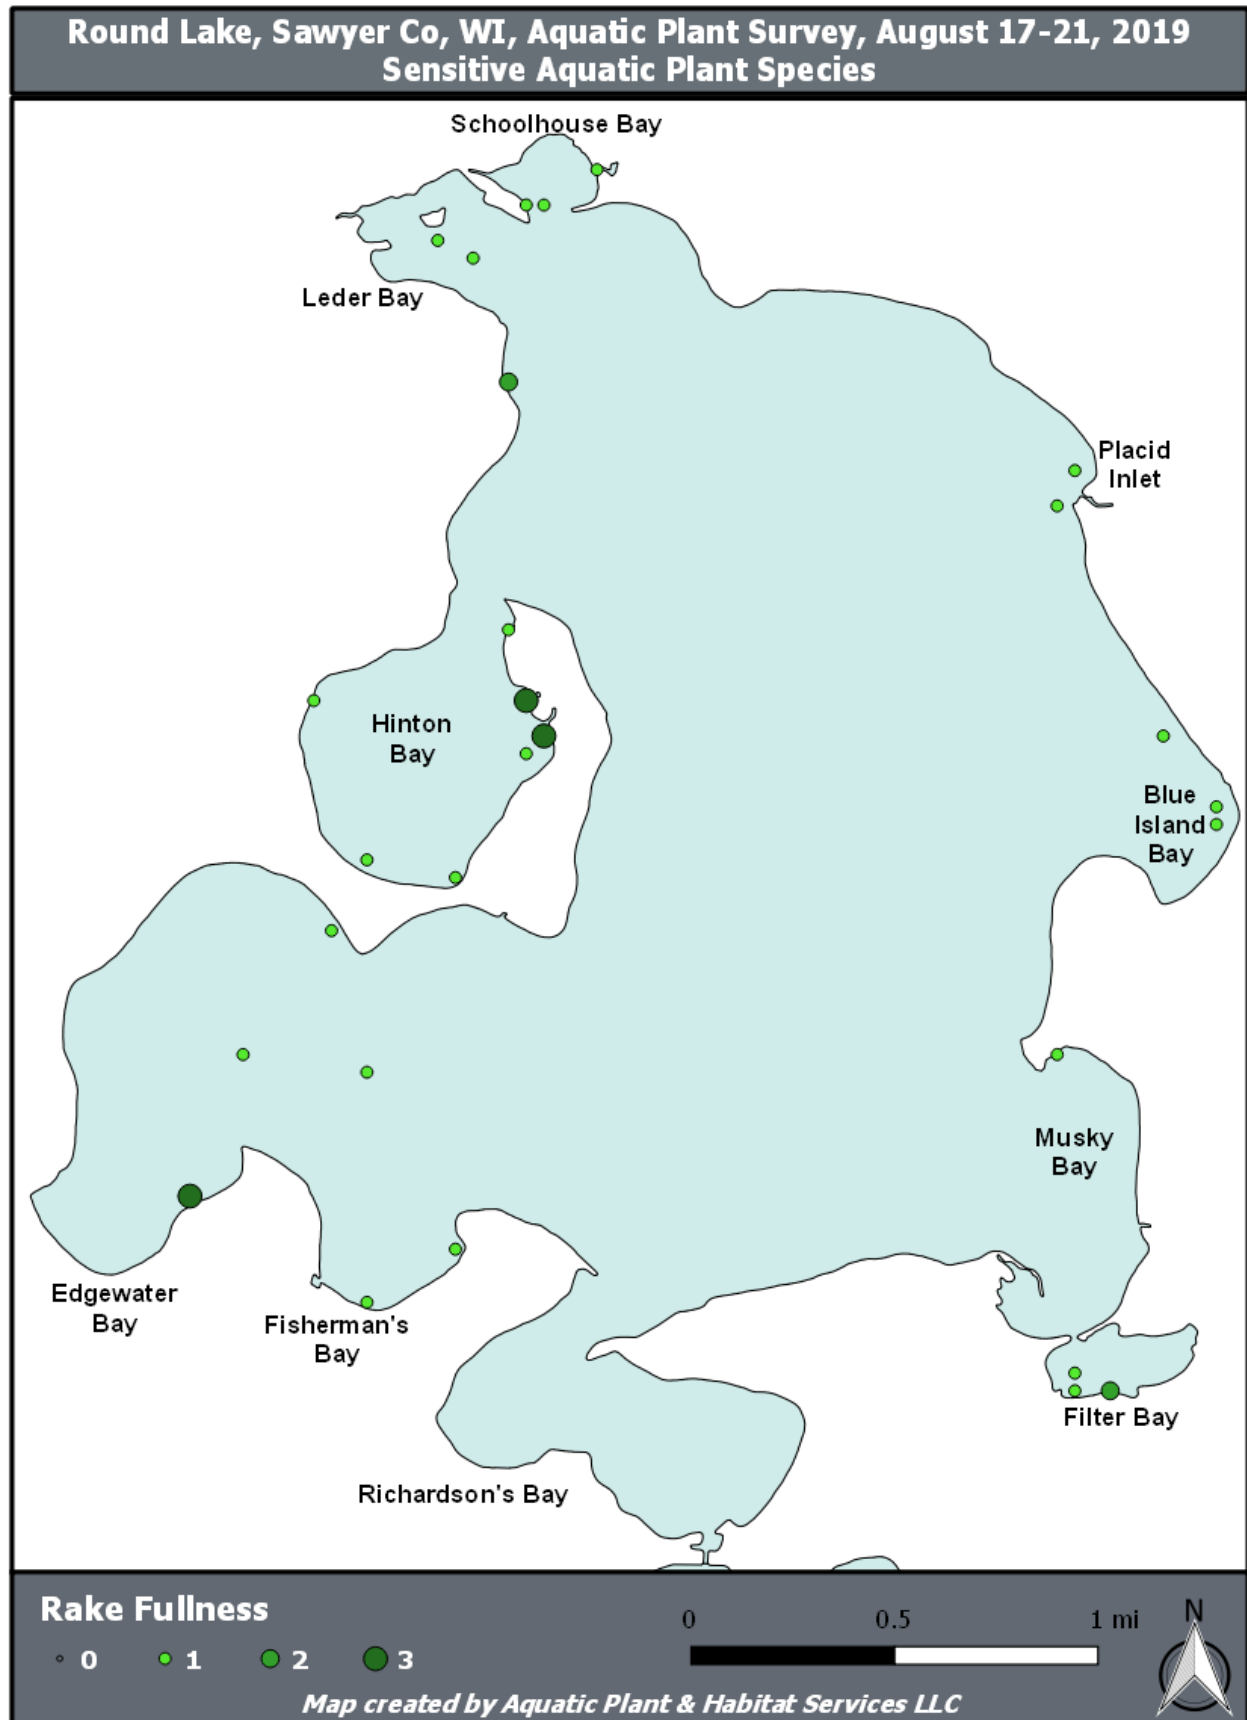 Round Lake, Sawyer Co, WI, Aquatic Plant Survey, August 17-21, 2019
Sensitive Aquatic Plant Species
Schoolhouse Bay
Leder Bay
Placid
Inlet
Hinton
Bay
Blue
Island
Bay
Musky
Bay
Edgewater
Bay
Fisherman's
Bay
Filter Bay
Richardson's Bay
Rake Fullness
0 1 2 3
0 0.5 1 mi
N
Map created by Aquatic Plant & Habitat Services LLC